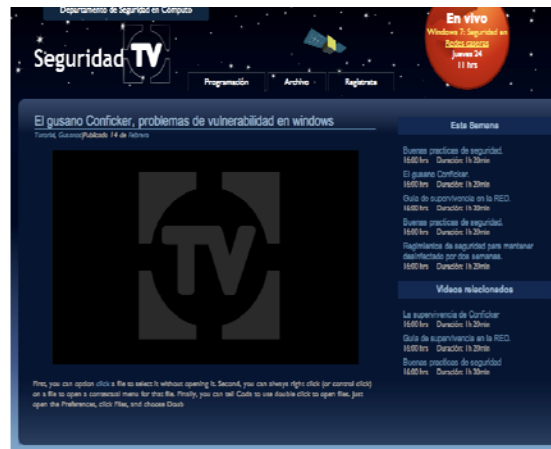 Departamento de Seguridad en Cómputo
Seguridad TV
En vivo
Windows 7: Seguridad en
Redes caseras
Jueves 24
11 hrs
Programación
Archivo
Regístrate
El gusano Conficker, problemas de vulnerabilidad en windows
Tutorial, Gusanos|Publicado 14 de Febrero
TV
First, you can option click a file to select it without opening it. Second, you can always right click (or control click)
on a file to open a contextual menu for that file. Finally, you can tell Coda to use double click to open files. Just
open the Preferences, click Files, and choose Doub
Esta Semana
Buenas practicas de seguridad.
16:00 hrs Duración: 1h 20min
El gusano Conficker.
16:00 hrs Duración: 1h 20min
Guía de supervivencia en la RED.
16:00 hrs Duración: 1h 20min
Buenas practicas de seguridad.
16:00 hrs Duración: 1h 20min
Regimientos de seguridad para mantener
desinfectado por dos semanas.
16:00 hrs Duración: 1h 20min
Videos relacionados
La supervivencia de Conficker
16:00 hrs Duración: 1h 20min
Guía de supervivencia en la RED.
16:00 hrs Duración: 1h 20min
Buenas practicas de seguridad
16:00 hrs Duración: 1h 20min